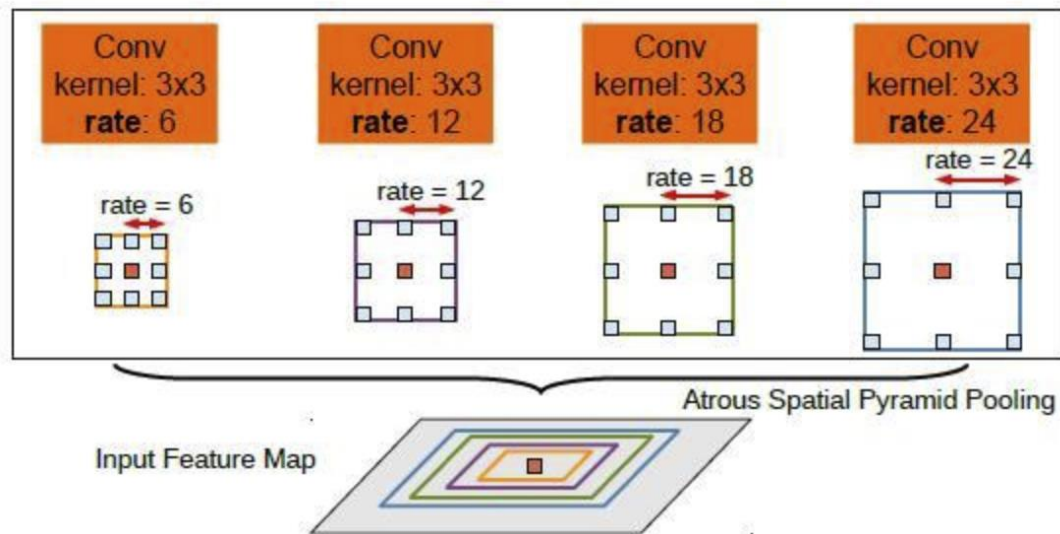 Conv
kernel: 3x3
rate: 6
Conv
kernel: 3x3
rate: 12
Conv
kernel: 3x3
rate: 18
Conv
kernel: 3x3
rate: 24
rate = 6
rate = 12
rate = 18
rate = 24
Atrous Spatial Pyramid Pooling
Input Feature Map